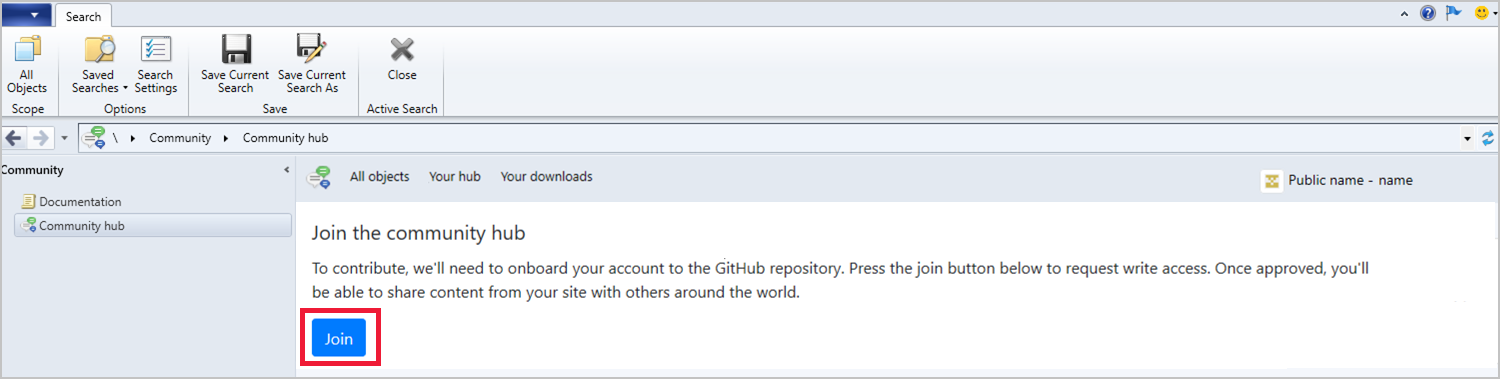 Search
All Objects
Saved Searches
Search Settings
Save Current Search
Save Current Search As
Close
Scope
Options
Save
Active Search
\ Community Community hub
Community
Documentation
Community hub
All objects Your hub Your downloads
Public name - name
Join the community hub
To contribute, we'll need to onboard your account to the GitHub repository. Press the join button below to request write access. Once approved, you'll
be able to share content from your site with others around the world.
Join